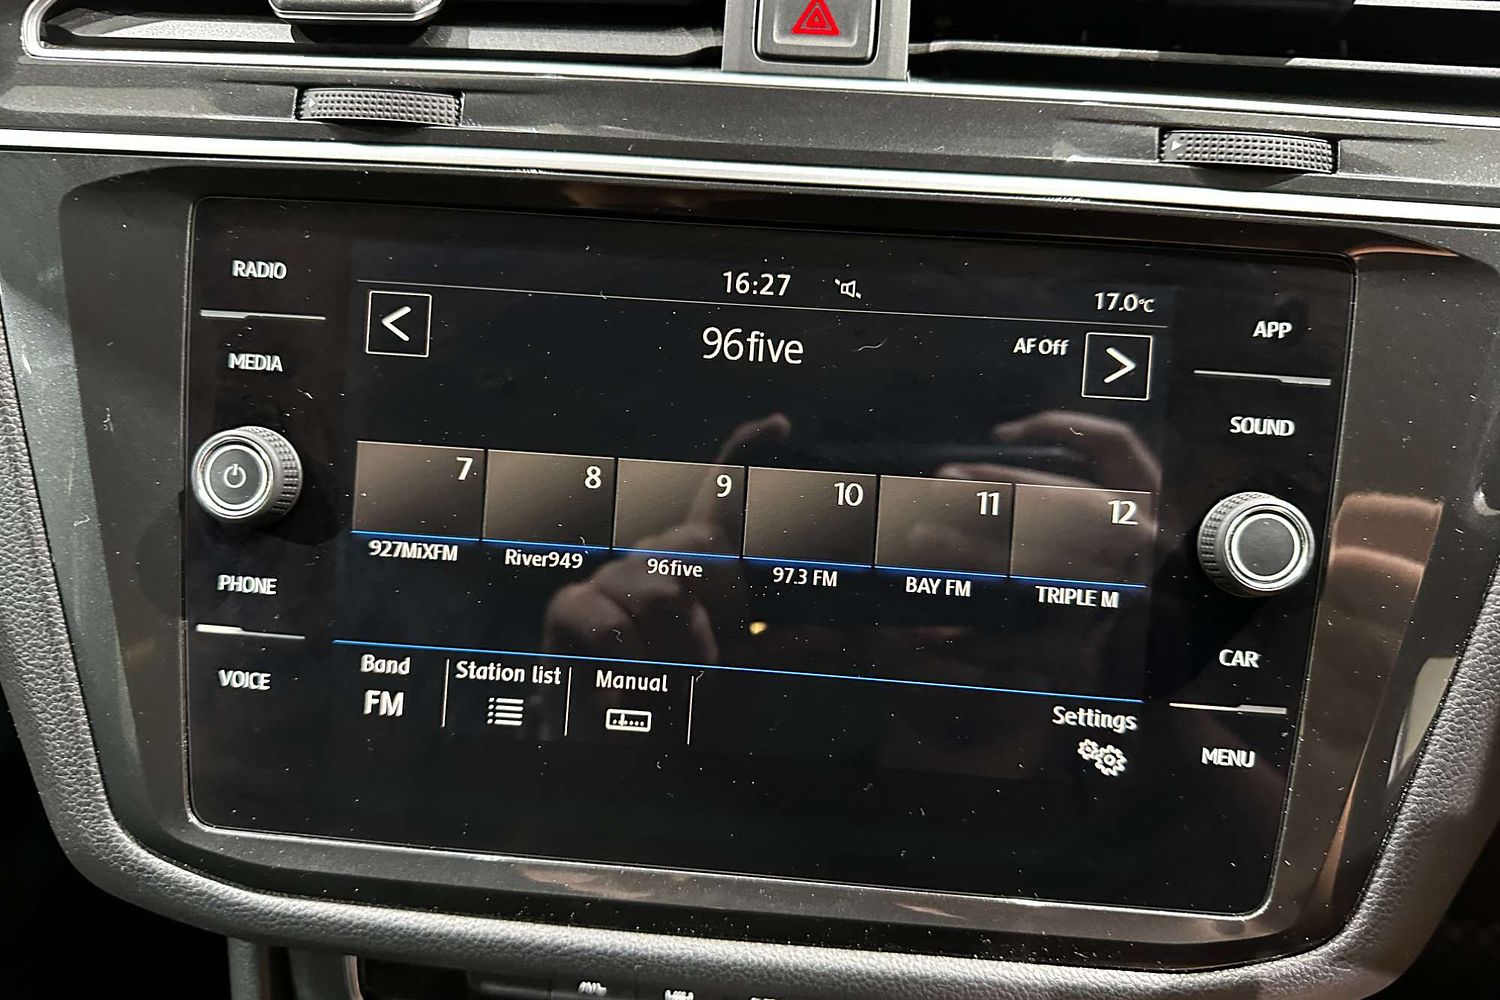 RADIO
MEDIA
PHONE
VOICE
16:27
17.0°C
96five
AF Off
7
8
9
10
11
12
927MiXFM
River949
96five
97.3 FM
BAY FM
TRIPLE M
Band
FM
Station list
Manual
Settings
APP
SOUND
CAR
MENU